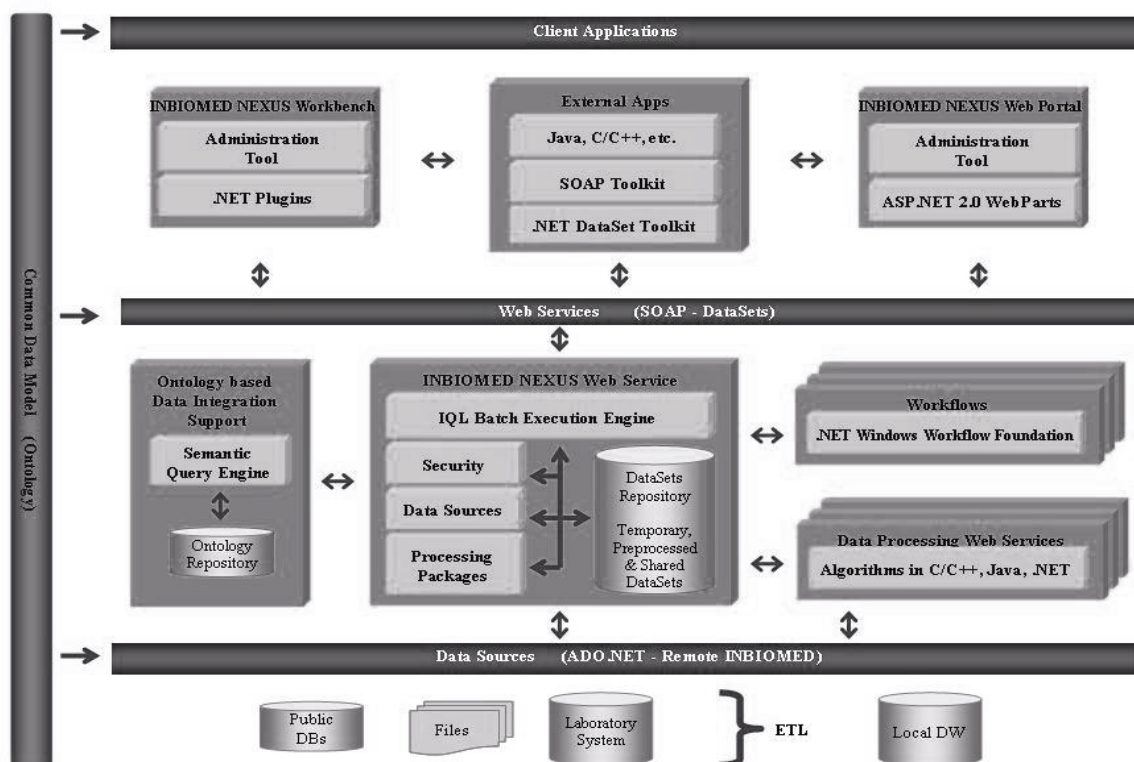 Common Data Model (Ontology)
Client Applications
INBIOMED NEXUS Workbench
Administration
Tool
.NET Plugins
External Apps
Java, C/C++, etc.
SOAP Toolkit
.NET DataSet Toolkit
INBIOMED NEXUS Web Portal
Administration
Tool
ASP.NET 2.0 WebParts
Web Services (SOAP - DataSets)
Ontology based
Data Integration
Support
Semantic
Query Engine
Ontology
Repository
INBIOMED NEXUS Web Service
IQL Batch Execution Engine
Security
Data Sources
Processing
Packages
DataSets
Repository
Temporary,
Preprocessed
& Shared
DataSets
Workflows
.NET Windows Workflow Foundation
Data Processing Web Services
Algorithms in C/C++, Java, .NET
Data Sources (ADO.NET - Remote INBIOMED)
Public
DBs
Files
Laboratory
System
ETL
Local DW